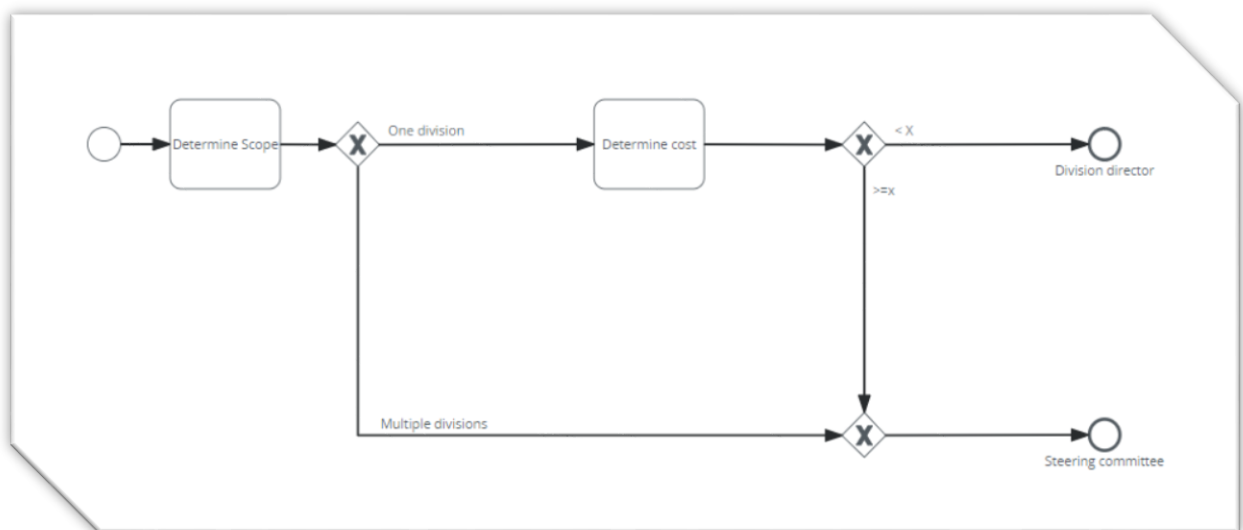 One division
< X
Determine Scope
Determine cost
Division director
>=x
Multiple divisions
Steering committee